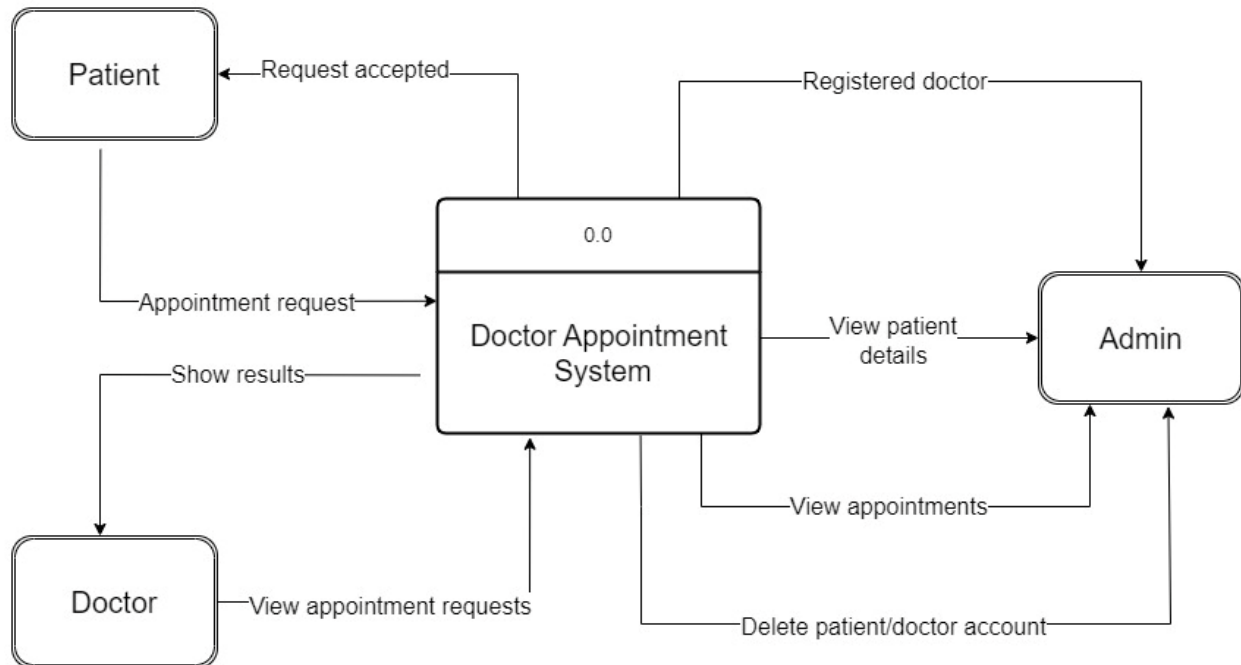 Patient
Request accepted
Registered doctor
0.0
Appointment request
Doctor Appointment
System
View patient
details
Admin
Show results
View appointments
Doctor
View appointment requests
Delete patient/doctor account